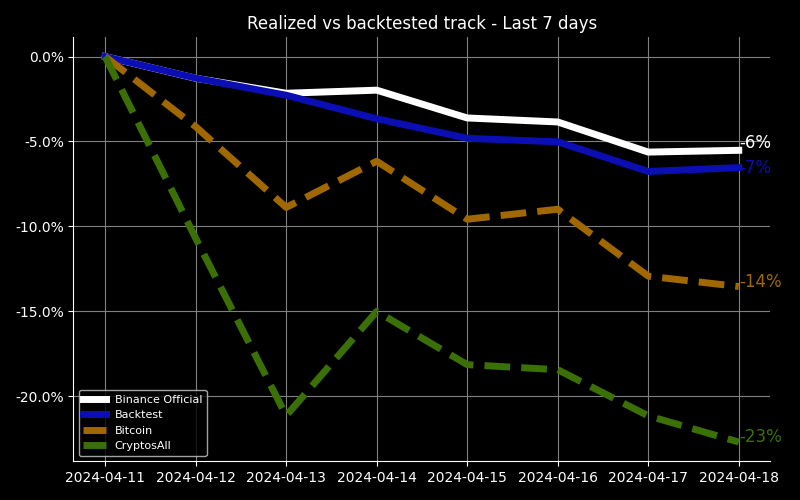 Realized vs backtested track - Last 7 days
0.0%
-5.0%
-10.0%
-15.0%
-20.0%
-6%
-7%
-14%
-23%
Binance Official
Backtest
Bitcoin
CryptosAll
2024-04-11 2024-04-12 2024-04-13 2024-04-14 2024-04-15 2024-04-16 2024-04-17 2024-04-18